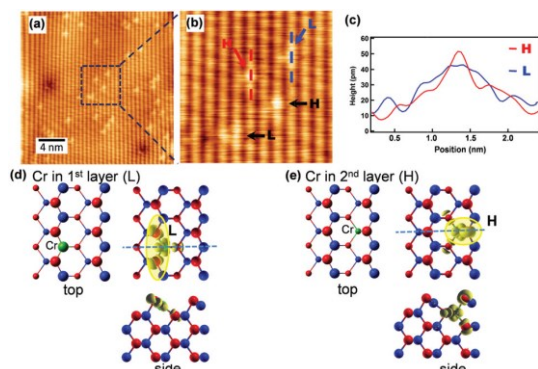 (a)
4 nm
(b)
H
L
H
L
(c)
Height (pm)
60
50
40
30
20
10
0
H
L
0.5
1.0
1.5
2.0
Position (nm)
(d) Cr in 1st layer (L)
Cr
L
top
side
(e) Cr in 2nd layer (H)
Cr
H
top
side